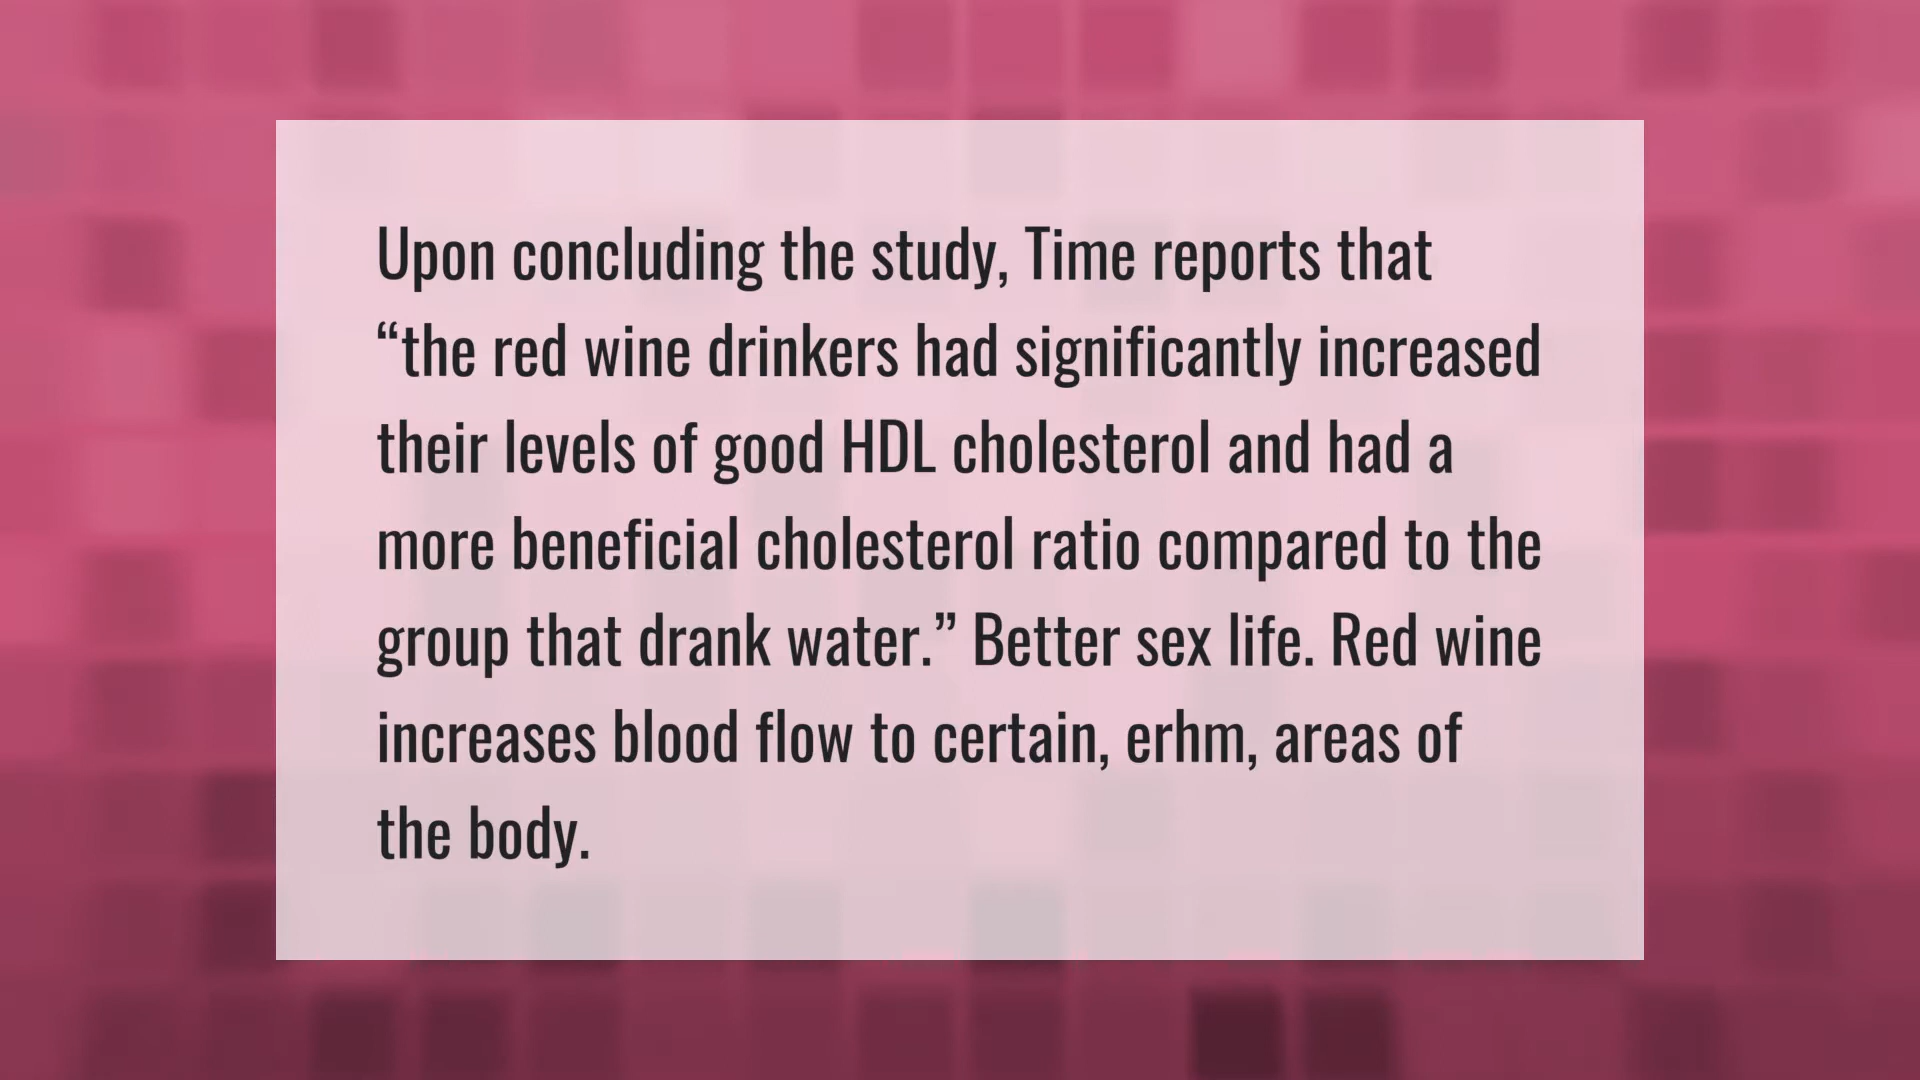 Upon concluding the study, Time reports that
“the red wine drinkers had significantly increased
their levels of good HDL cholesterol and had a
more beneficial cholesterol ratio compared to the
group that drank water.” Better sex life. Red wine
increases blood flow to certain, erhm, areas of
the body.